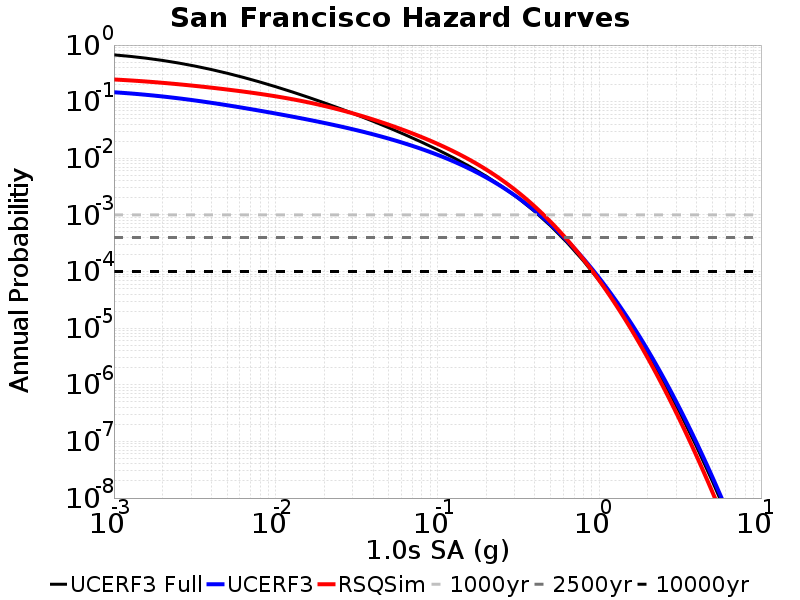 San Francisco Hazard Curves
10^0
10^-1
10^-2
10^-3
10^-4
10^-5
10^-6
10^-7
10^-8
Annual Probabilitiy
10^-3 10^-2 10^-1 10^0 10^1
1.0s SA (g)
UCERF3 Full UCERF3 RSQSim 1000yr 2500yr 10000yr